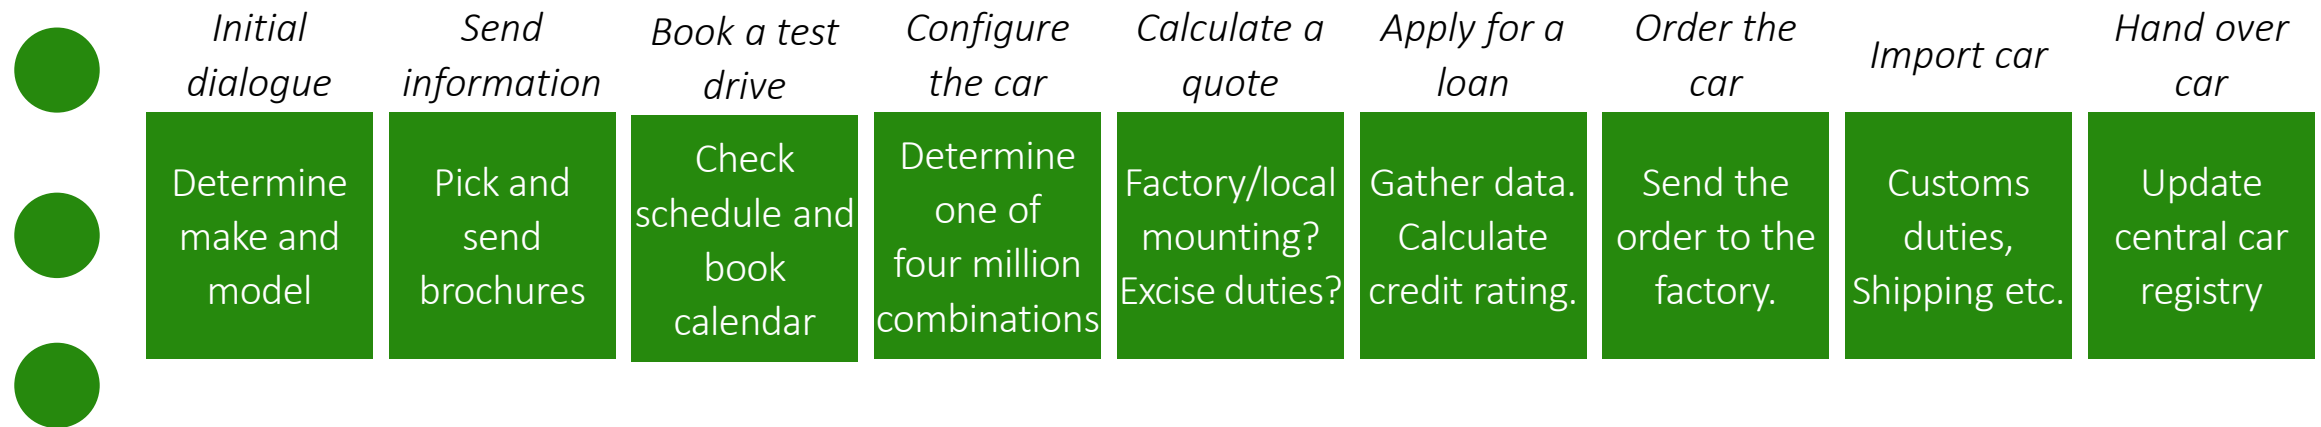 Initial
dialogue
Send
information
Book a test
drive
Configure
the car
Calculate a
quote
Apply for a
loan
Order the
car
Import car
Hand over
car
Determine
make and
model
Pick and
send
brochures
Check
schedule and
book
calendar
Determine
one of
four million
combinations
Factory/local
mounting?
Excise duties?
Gather data.
Calculate
credit rating.
Send the
order to the
factory.
Customs
duties,
Shipping etc.
Update
central car
registry